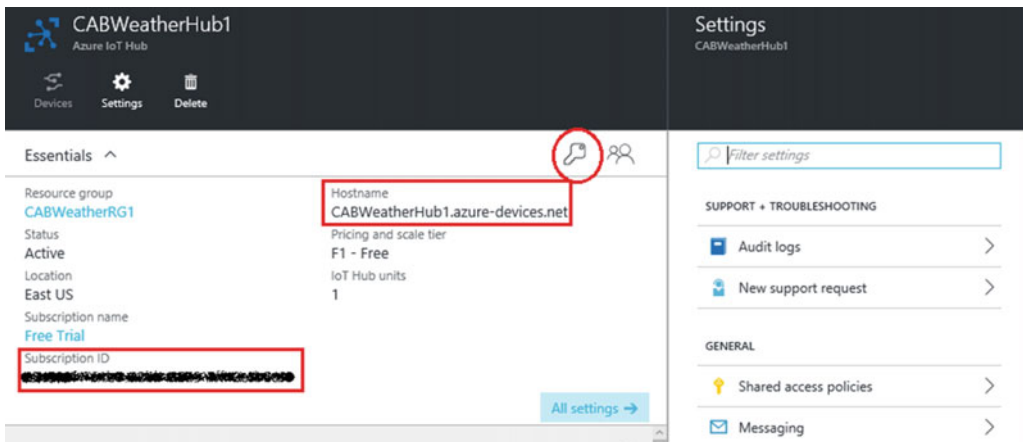 CABWeatherHub1
Azure IoT Hub
Devices
Settings
Delete
Essentials
Resource group
CABWeatherRG1
Status
Active
Location
East US
Subscription name
Free Trial
Subscription ID
Hostname
CABWeatherHub1.azure-devices.net
Pricing and scale tier
F1 - Free
IoT Hub units
1
All settings →
Settings
CABWeatherHub1
Filter settings
SUPPORT + TROUBLESHOOTING
Audit logs
New support request
GENERAL
Shared access policies
Messaging